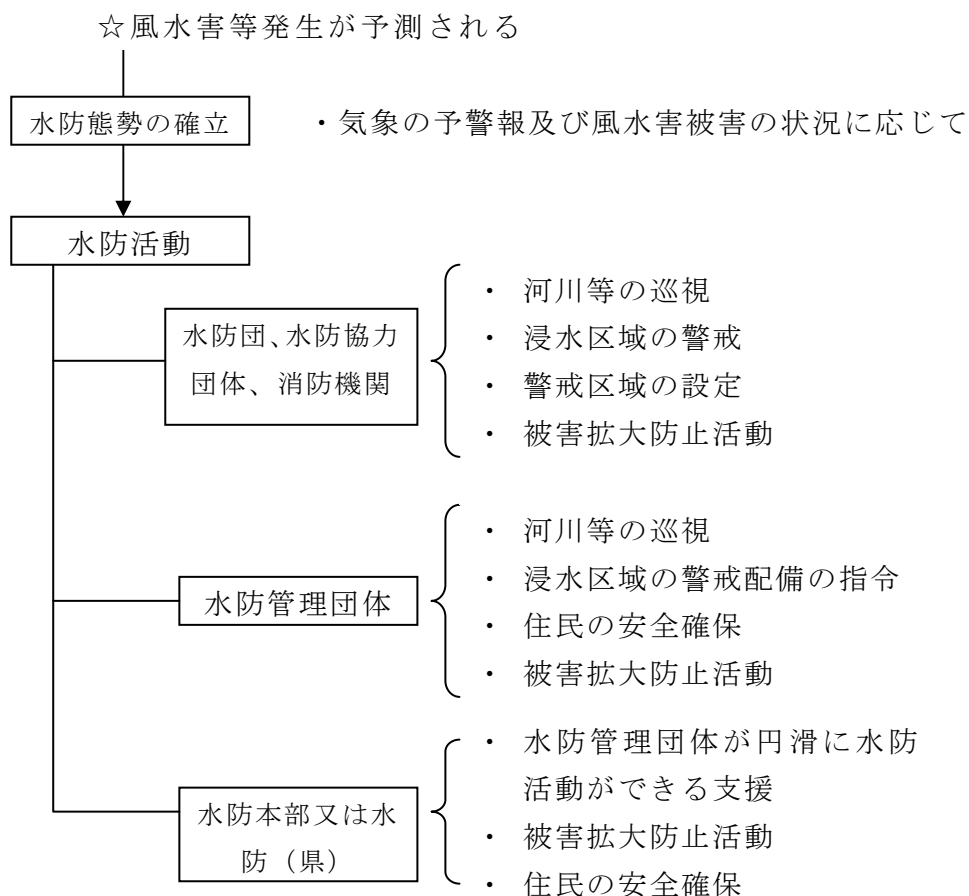 ☆風水害等発生が予測される
水防態勢の確立
・気象の予警報及び風水害被害の状況に応じて
水防活動
水防団、水防協力
団体、消防機関
・ 河川等の巡視
・ 浸水区域の警戒
・ 警戒区域の設定
・ 被害拡大防止活動
水防管理団体
・ 河川等の巡視
・ 浸水区域の警戒配備の指令
・ 住民の安全確保
・ 被害拡大防止活動
水防本部又は水
防（県）
・ 水防管理団体が円滑に水防
活動ができる支援
・ 被害拡大防止活動
・ 住民の安全確保